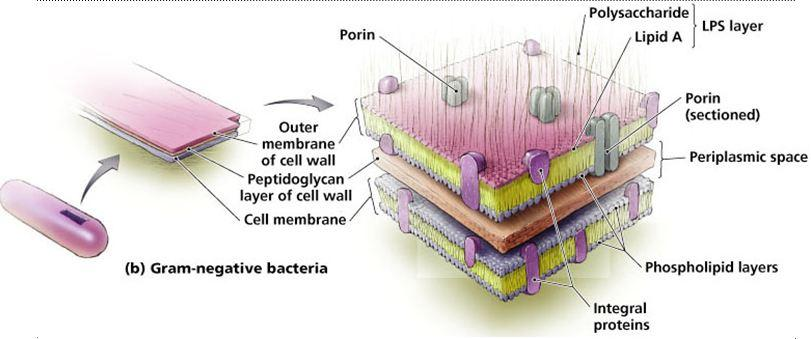 Polysaccharide
Lipid A
LPS layer
Porin
Porin
(sectioned)
Outer
membrane
of cell wall
Peptidoglycan
layer of cell wall
Cell membrane
Periplasmic space
(b) Gram-negative bacteria
Phospholipid layers
Integral
proteins